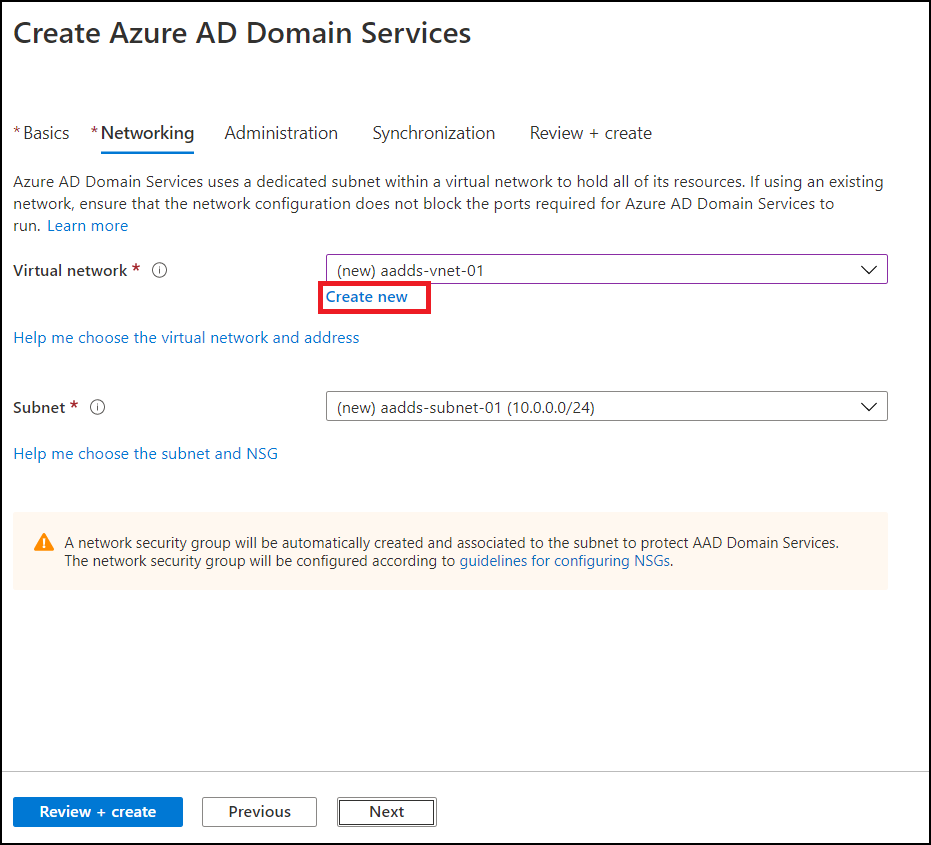 Create Azure AD Domain Services
* Basics * Networking Administration Synchronization Review + create
Azure AD Domain Services uses a dedicated subnet within a virtual network to hold all of its resources. If using an existing
network, ensure that the network configuration does not block the ports required for Azure AD Domain Services to
run. Learn more
Virtual network * (new) aadds-vnet-01
Create new
Help me choose the virtual network and address
Subnet * (new) aadds-subnet-01 (10.0.0.0/24)
Help me choose the subnet and NSG
A network security group will be automatically created and associated to the subnet to protect AAD Domain Services.
The network security group will be configured according to guidelines for configuring NSGs.
Review + create Previous Next